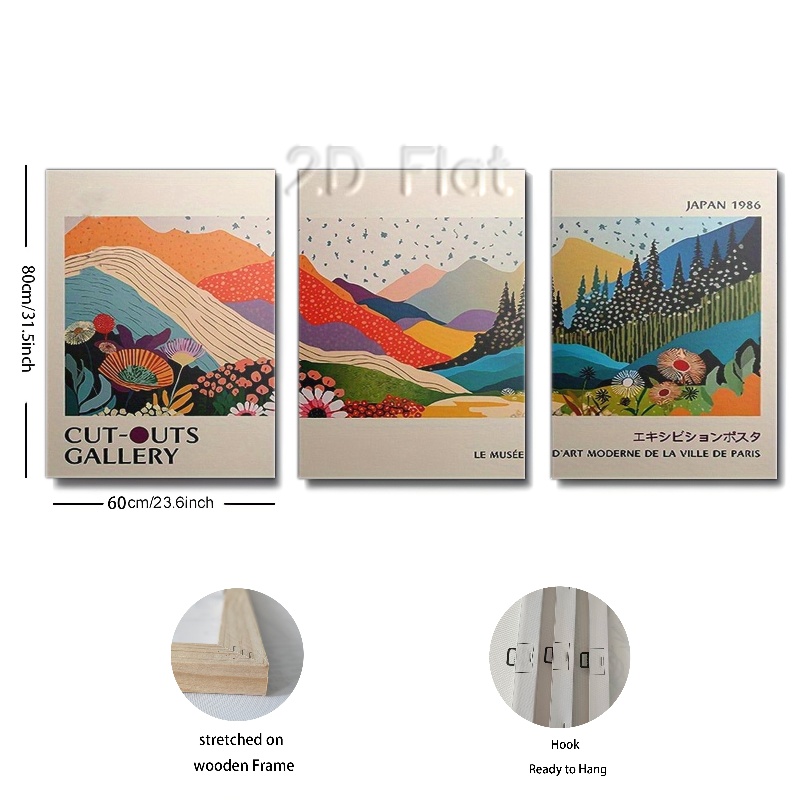 2.D Flat.
JAPAN 1986
CUT-OUTS
GALLERY
エキシビションポスタ
LE MUSÉE D'ART MODERNE DE LA VILLE DE PARIS
80cm/31.5inch
60cm/23.6inch
stretched on
wooden Frame
Hook
Ready to Hang